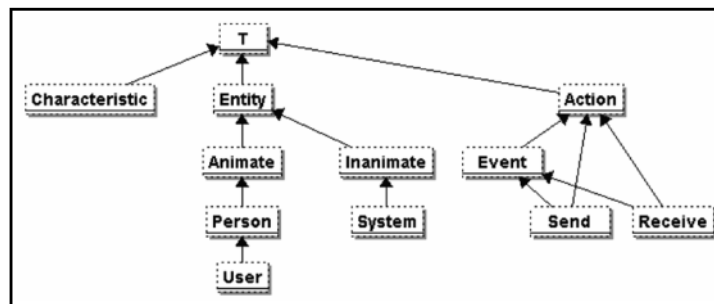 T
Characteristic
Entity
Action
Animate
Inanimate
Event
Person
System
Send
Receive
User